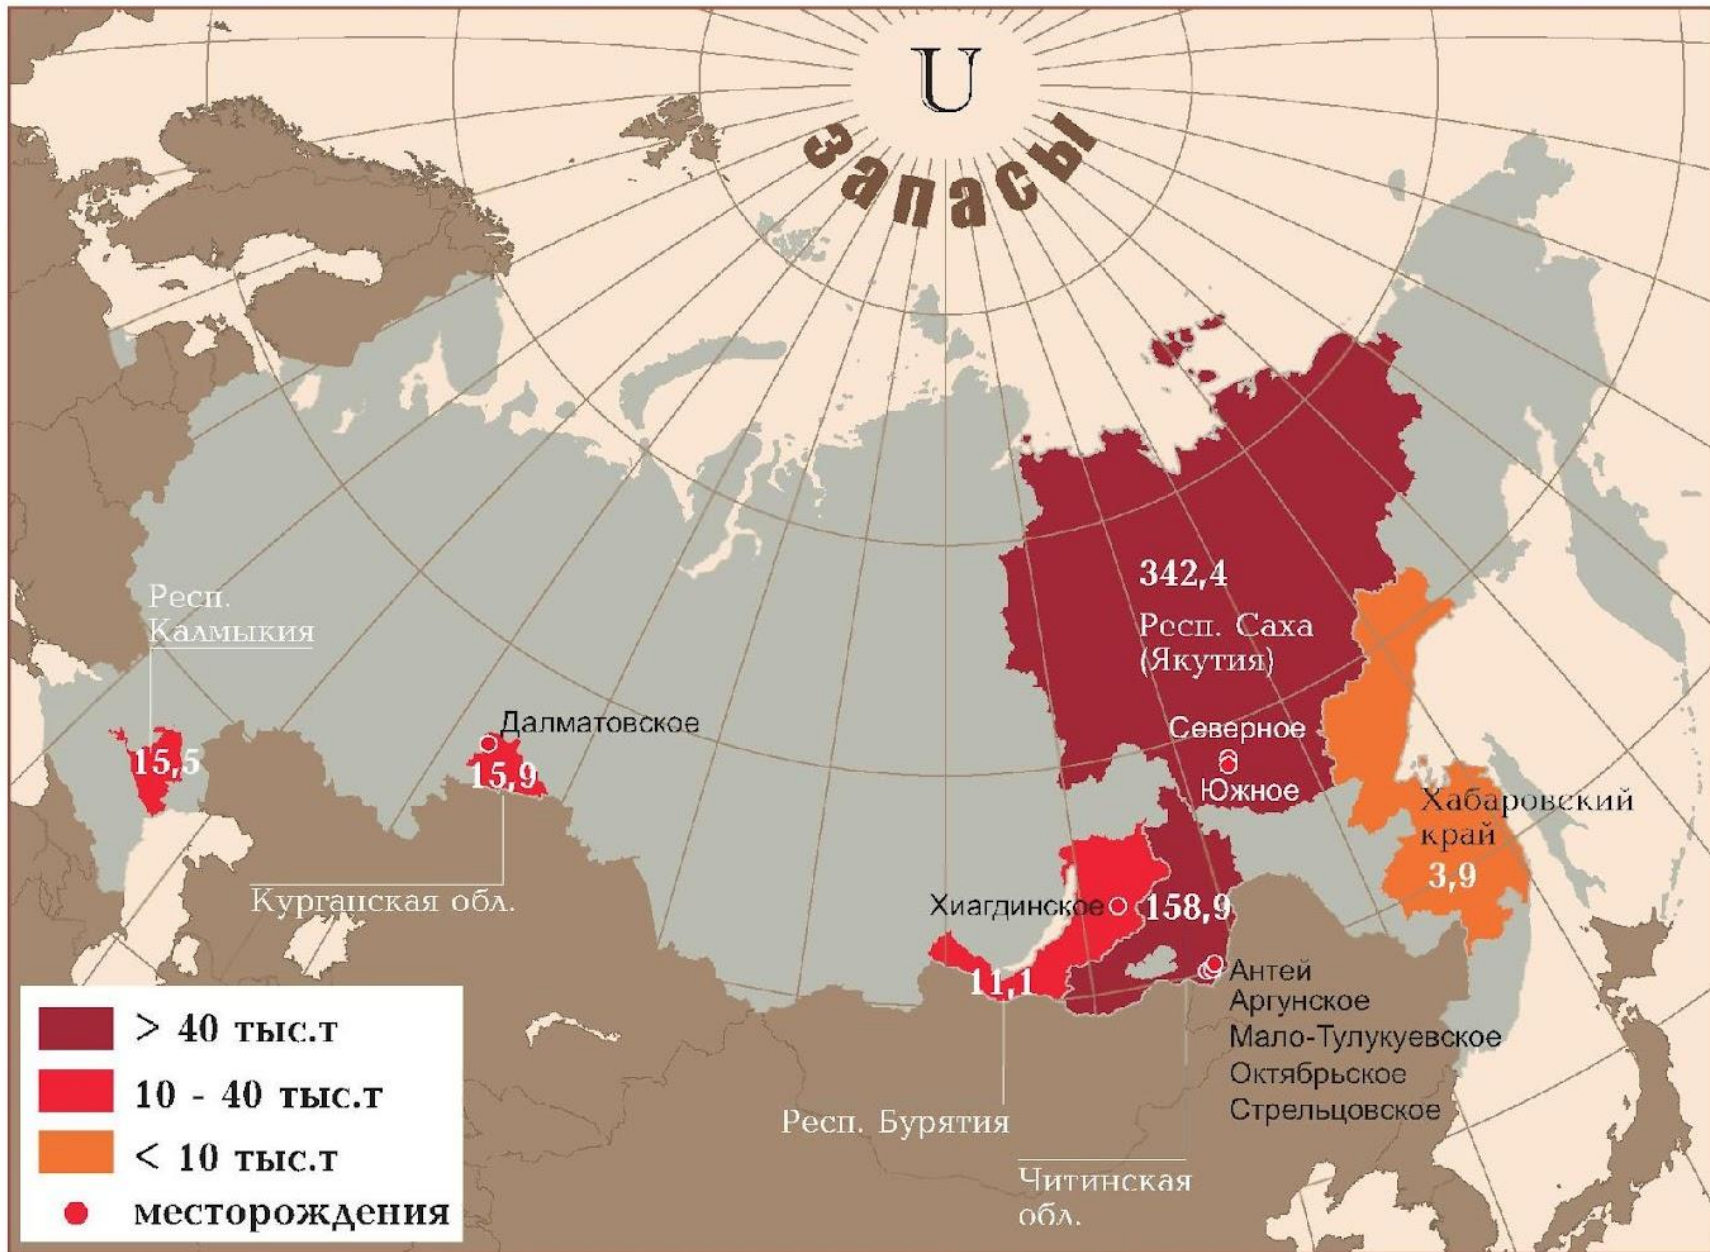 U
Запасы
Респ.
Калмыкия
15,5
Далматовское
15,9
Курганская обл.
342,4
Респ. Саха
(Якутия)
Северное
Южное
Хабаровский
край
3,9
Хиагдинское
158,9
11,1
Антей
Аргунское
Мало-Тулукуевское
Октябрьское
Стрельцовское
Респ. Бурятия
Читинская
обл.
> 40 тыс.т
10 - 40 тыс.т
< 10 тыс.т
месторождения